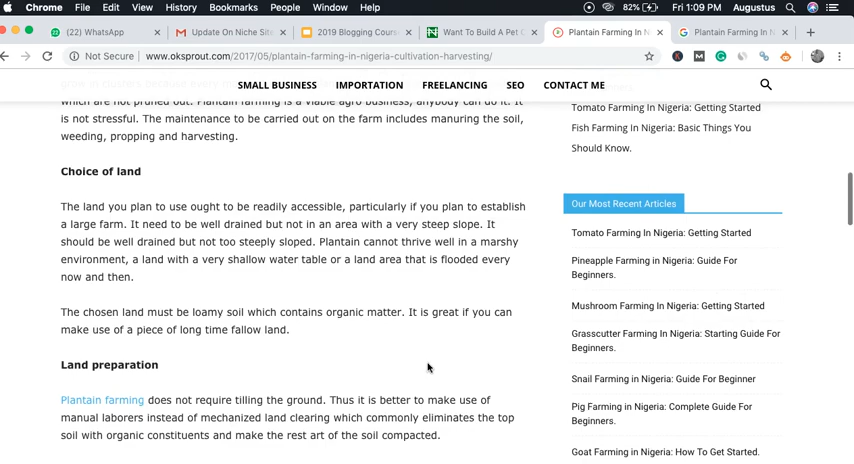 Chrome File Edit View History Bookmarks People Window Help 82% Fri 1:09 PM Augustus
(22) WhatsApp
Update On Niche Site
2019 Blogging Cours
Want To Build A Pet C
Plantain Farming In N
Plantain Farming In N
Not Secure www.oksprout.com/2017/05/plantain-farming-in-nigeria-cultivation-harvesting/
SMALL BUSINESS IMPORTATION FREELANCING SEO CONTACT ME
which are not pruned out. Plantain farming is a viable agro business, anybody can do it. It
is not stressful. The maintenance to be carried out on the farm includes manuring the soil,
weeding, propping and harvesting.
Choice of land
The land you plan to use ought to be readily accessible, particularly if you plan to establish
a large farm. It need to be well drained but not in an area with a very steep slope. It
should be well drained but not too steeply sloped. Plantain cannot thrive well in a marshy
environment, a land with a very shallow water table or a land area that is flooded every
now and then.
The chosen land must be loamy soil which contains organic matter. It is great if you can
make use of a piece of long time fallow land.
Land preparation
Plantain farming does not require tilling the ground. Thus it is better to make use of
manual laborers instead of mechanized land clearing which commonly eliminates the top
soil with organic constituents and make the rest art of the soil compacted.
Tomato Farming In Nigeria: Getting Started
Fish Farming In Nigeria: Basic Things You
Should Know.
Our Most Recent Articles
Tomato Farming In Nigeria: Getting Started
Pineapple Farming in Nigeria: Guide For
Beginners.
Mushroom Farming In Nigeria: Getting Started
Grasscutter Farming In Nigeria: Starting Guide For
Beginners.
Snail Farming in Nigeria: Guide For Beginner
Pig Farming in Nigeria: Complete Guide For
Beginners.
Goat Farming in Nigeria: How To Get Started.